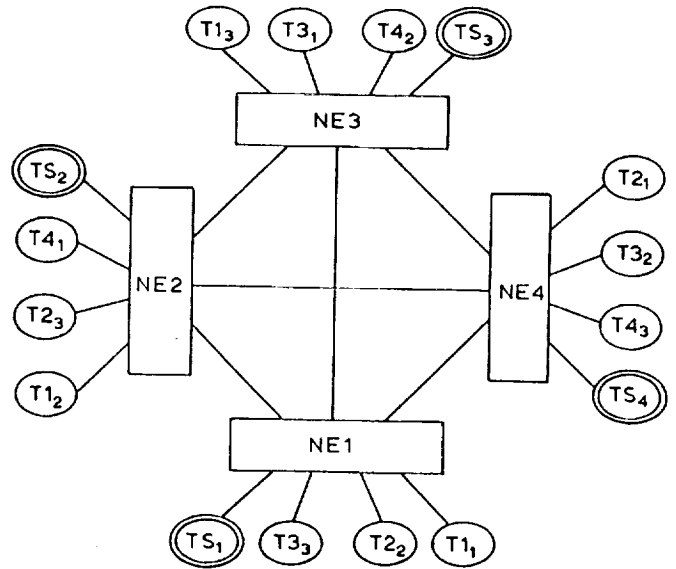 T1₃ T3₁ T4₂ TS₃
NE3
TS₂ T2₁
T4₁ T3₂
NE2 NE4
T2₃ T4₃
T1₂ TS₄
NE1
TS₁ T3₃ T2₂ T1₁